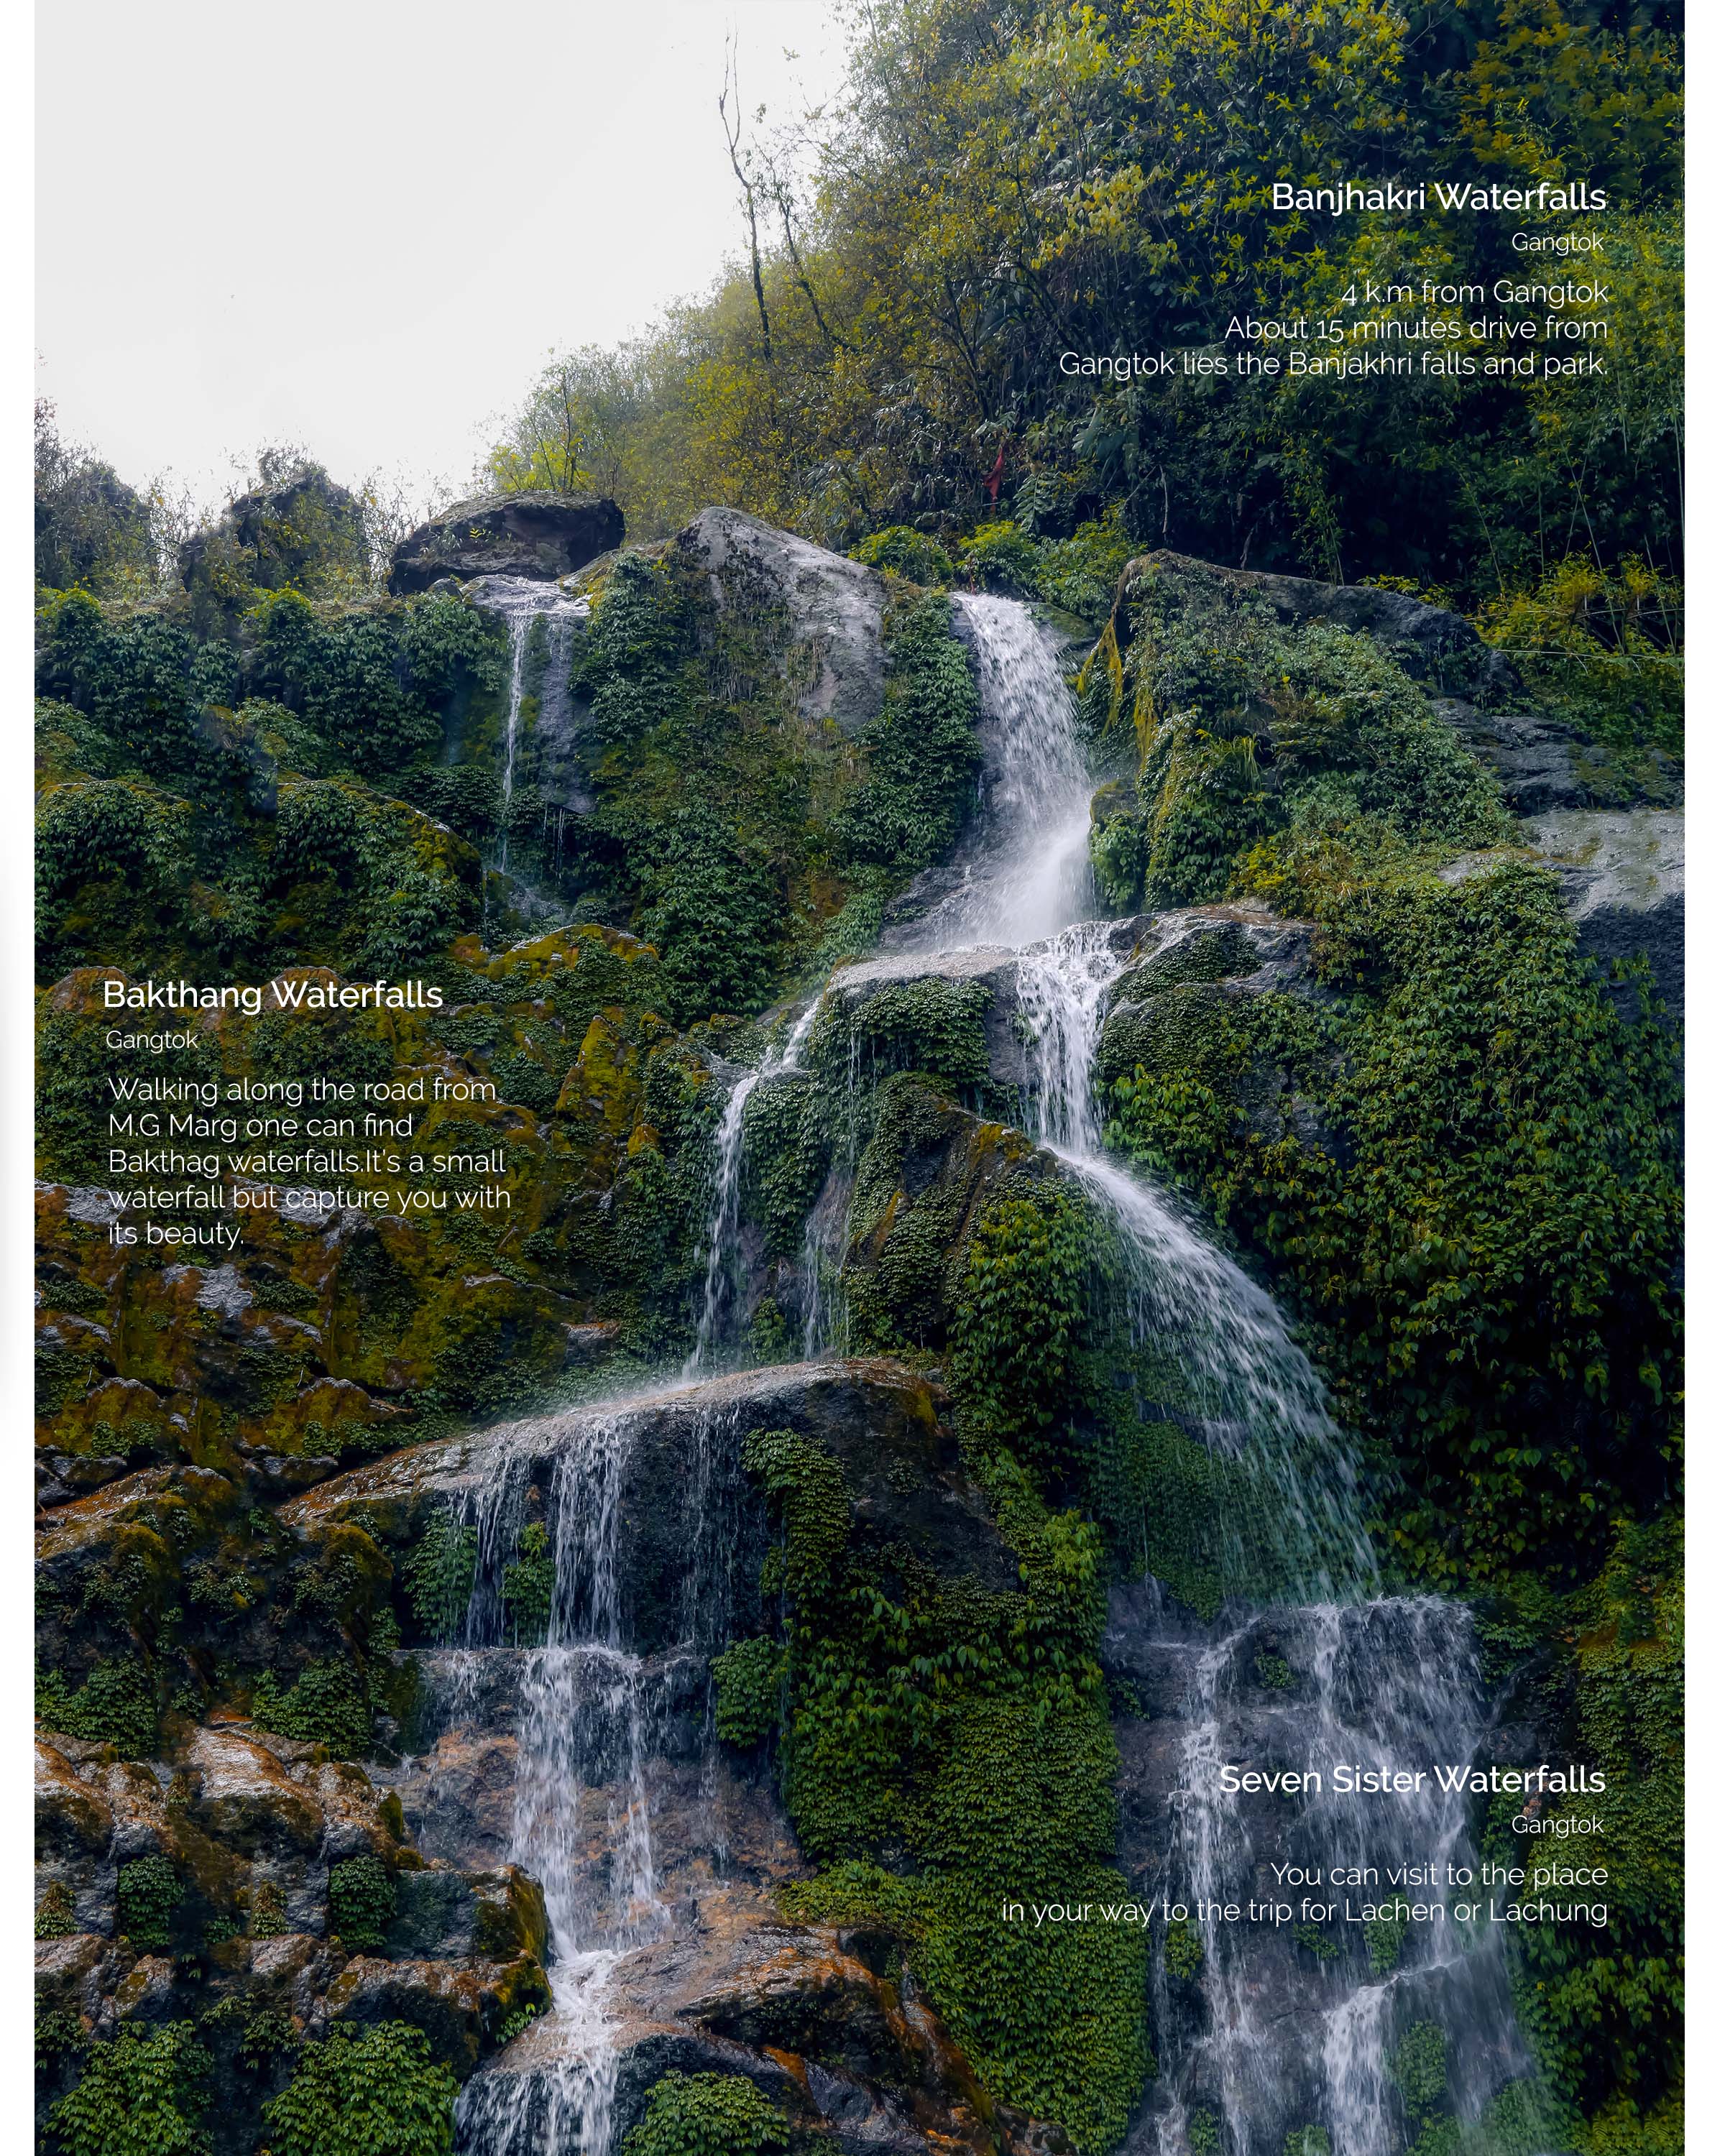 Banjhakri Waterfalls
Gangtok
4 k.m from Gangtok
About 15 minutes drive from
Gangtok lies the Banjakhri falls and park.
Bakthang Waterfalls
Gangtok
Walking along the road from
M.G Marg one can find
Bakthag waterfalls.It's a small
waterfall but capture you with
its beauty.
Seven Sister Waterfalls
Gangtok
You can visit to the place
in your way to the trip for Lachen or Lachung